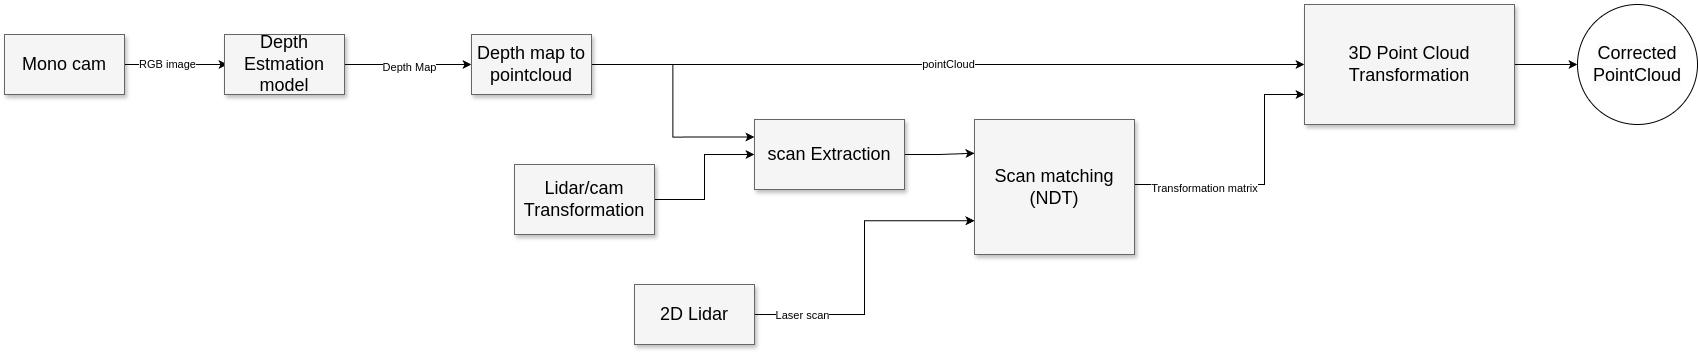 Mono cam
RGB image
Depth
Estmation
model
Depth Map
Depth map to
pointcloud
pointCloud
3D Point Cloud
Transformation
Corrected
PointCloud
scan Extraction
Lidar/cam
Transformation
Scan matching
(NDT)
Transformation matrix
2D Lidar
Laser scan